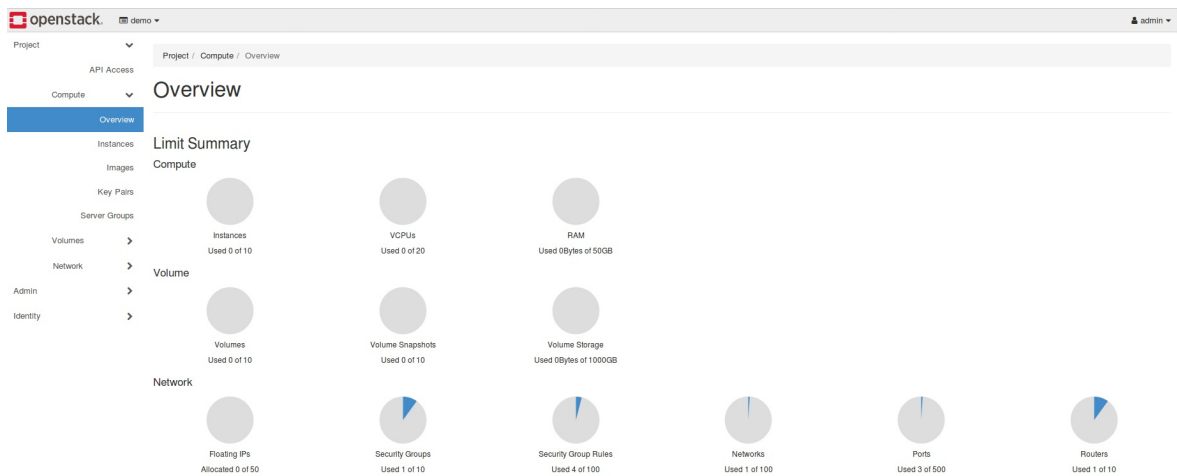 openstack. demo admin
Project
API Access
Compute
Overview
Instances
Images
Key Pairs
Server Groups
Volumes
Network
Admin
Identity
Project / Compute / Overview
Overview
Limit Summary
Compute
Instances VCPUs RAM
Used 0 of 10 Used 0 of 20 Used 0Bytes of 50GB
Volume
Volumes Volume Snapshots Volume Storage
Used 0 of 10 Used 0 of 10 Used 0Bytes of 1000GB
Network
Floating IPs Security Groups Security Group Rules Networks Ports Routers
Allocated 0 of 50 Used 1 of 10 Used 4 of 100 Used 1 of 100 Used 3 of 500 Used 1 of 10